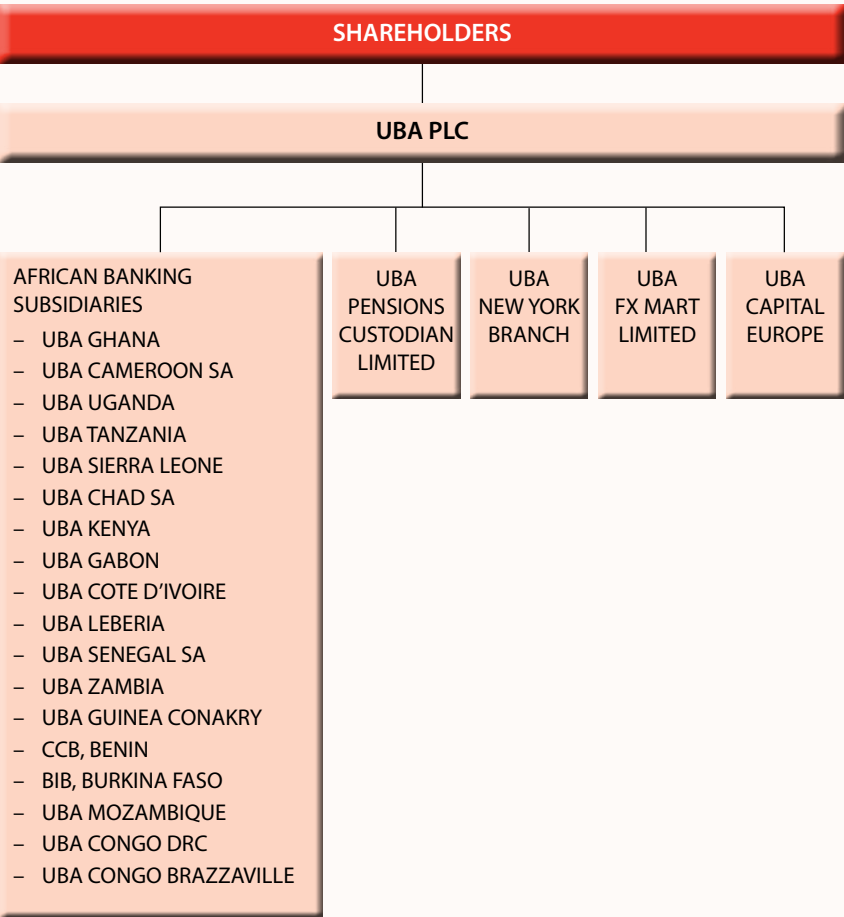 SHAREHOLDERS
UBA PLC
AFRICAN BANKING
SUBSIDIARIES
– UBA GHANA
– UBA CAMEROON SA
– UBA UGANDA
– UBA TANZANIA
– UBA SIERRA LEONE
– UBA CHAD SA
– UBA KENYA
– UBA GABON
– UBA COTE D’IVOIRE
– UBA LEBERIA
– UBA SENEGAL SA
– UBA ZAMBIA
– UBA GUINEA CONAKRY
– CCB, BENIN
– BIB, BURKINA FASO
– UBA MOZAMBIQUE
– UBA CONGO DRC
– UBA CONGO BRAZZAVILLE
UBA
PENSIONS
CUSTODIAN
LIMITED
UBA
NEW YORK
BRANCH
UBA
FX MART
LIMITED
UBA
CAPITAL
EUROPE